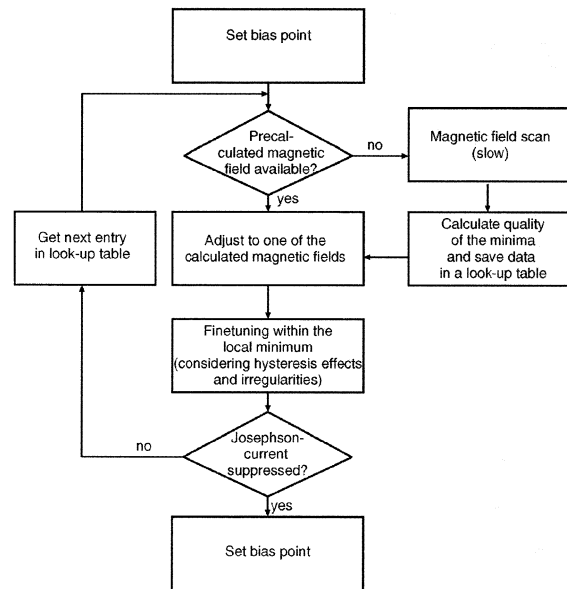 Set bias point
Precal-
culated magnetic
field available?
no
yes
Magnetic field scan
(slow)
Get next entry
in look-up table
Adjust to one of the
calculated magnetic fields
Calculate quality
of the minima
and save data
in a look-up table
Finetuning within the
local minimum
(considering hysteresis effects
and irregularities)
no
Josephson-
current
suppressed?
yes
Set bias point